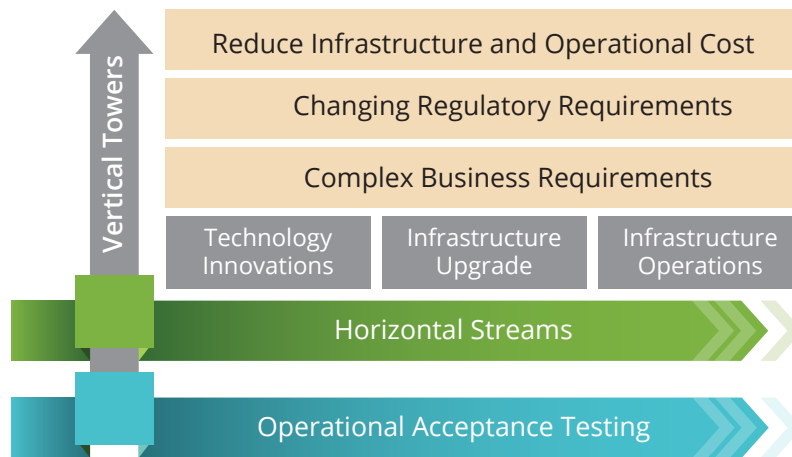 Vertical Towers
Reduce Infrastructure and Operational Cost
Changing Regulatory Requirements
Complex Business Requirements
Technology
Innovations
Infrastructure
Upgrade
Infrastructure
Operations
Horizontal Streams
Operational Acceptance Testing